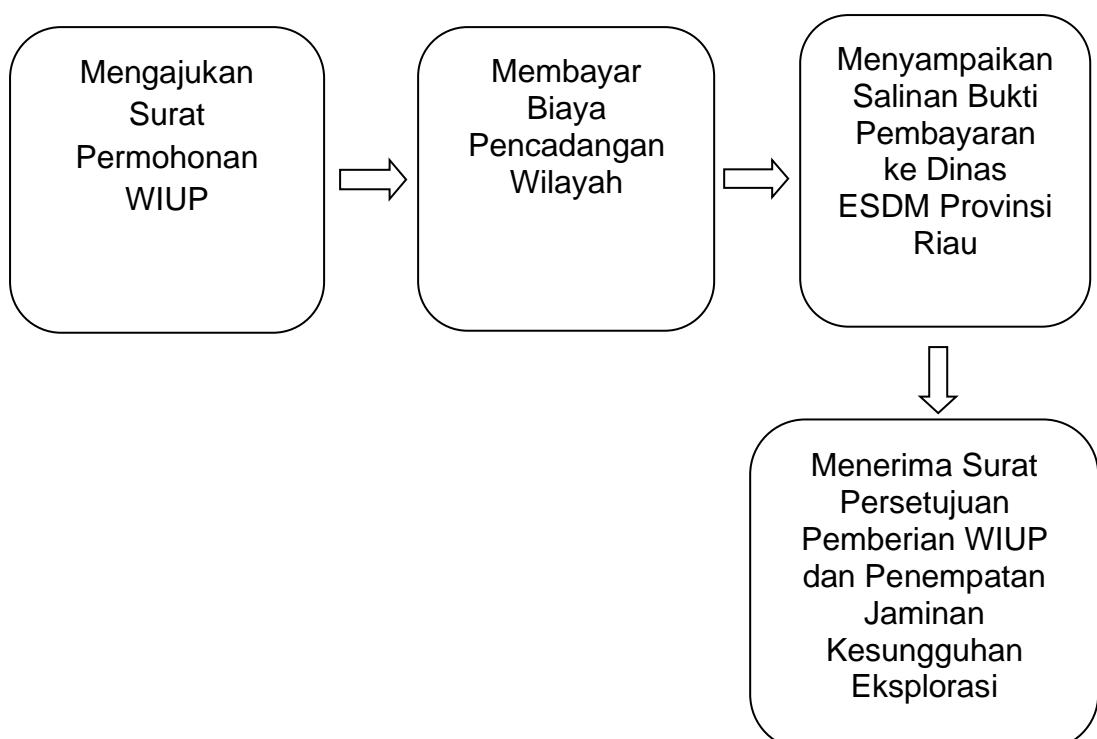 Mengajukan
Surat
Permohonan
WIUP
Membayar
Biaya
Pencadangan
Wilayah
Menyampaikan
Salinan Bukti
Pembayaran
ke Dinas
ESDM Provinsi
Riau
Menerima Surat
Persetujuan
Pemberian WIUP
dan Penempatan
Jaminan
Kesungguhan
Eksplorasi